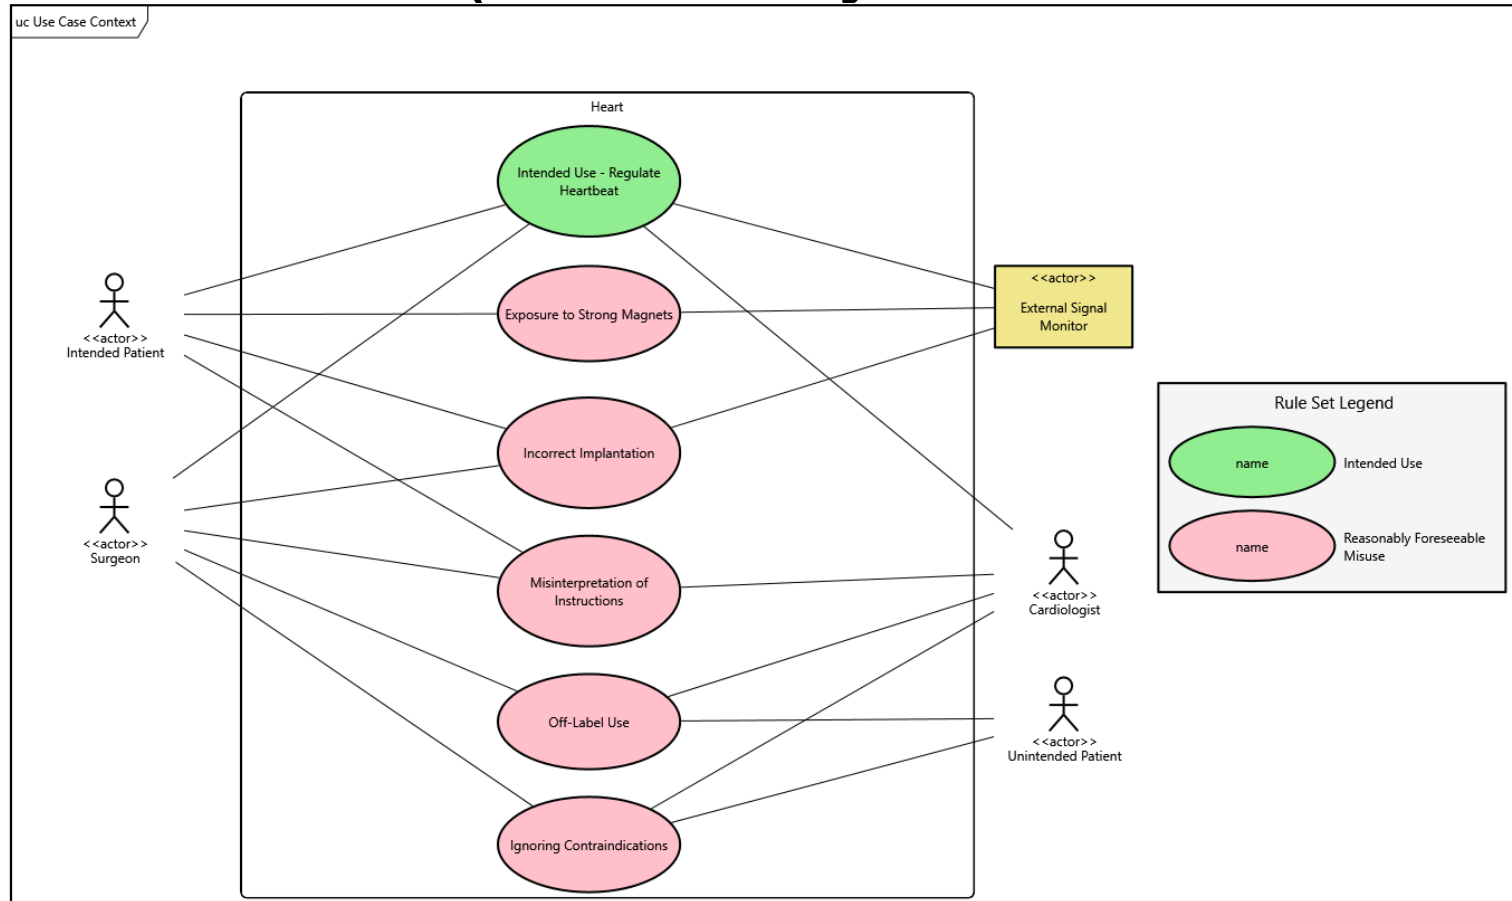 uc Use Case Context
Heart
Intended Use - Regulate
Heartbeat
Exposure to Strong Magnets
Incorrect Implantation
Misinterpretation of
Instructions
Off-Label Use
Ignoring Contraindications
<<actor>>
Intended Patient
<<actor>>
Surgeon
<<actor>>
External Signal
Monitor
<<actor>>
Cardiologist
<<actor>>
Unintended Patient
Rule Set Legend
name
Intended Use
name
Reasonably Foreseeable
Misuse